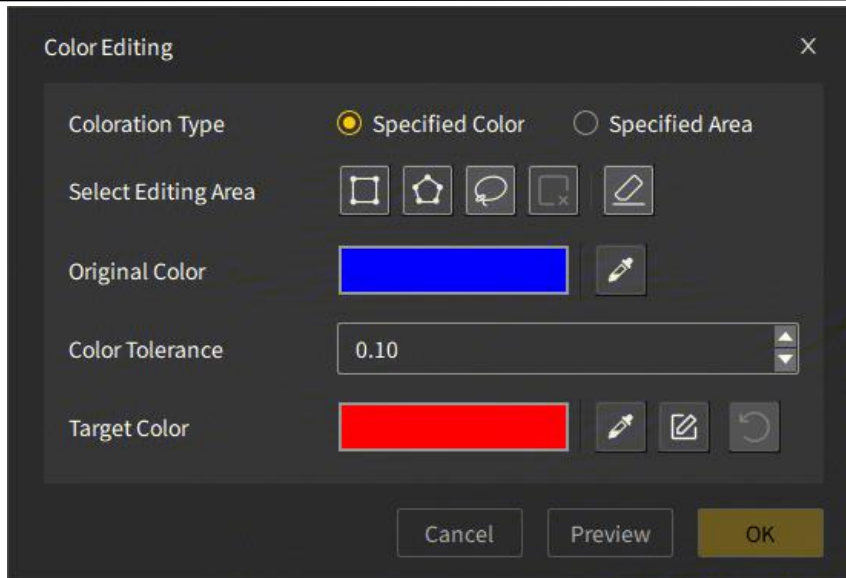 Color Editing X
Coloration Type Specified Color Specified Area
Select Editing Area
Original Color
Color Tolerance 0.10
Target Color
Cancel Preview OK